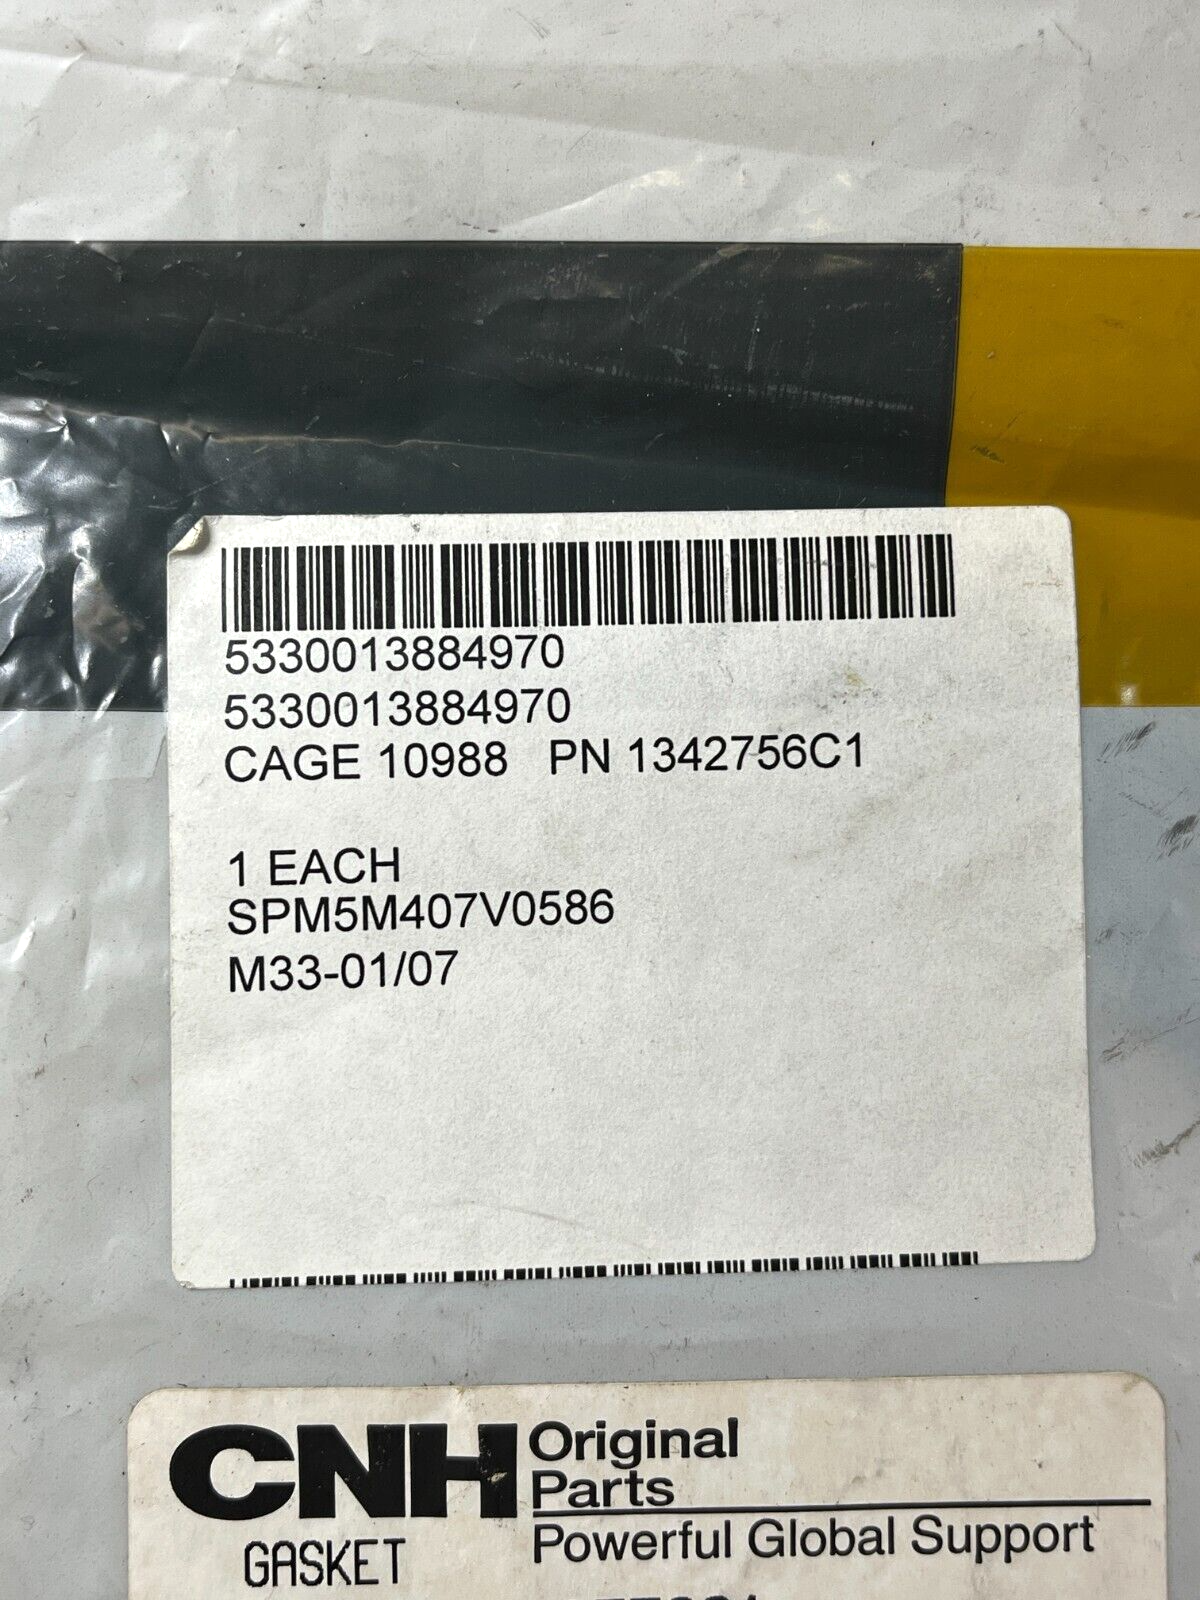 5330013884970
5330013884970
CAGE 10988 PN 1342756C1
1 EACH
SPM5M407V0586
M33-01/07
CNH Original
Parts
Powerful Global Support
GASKET